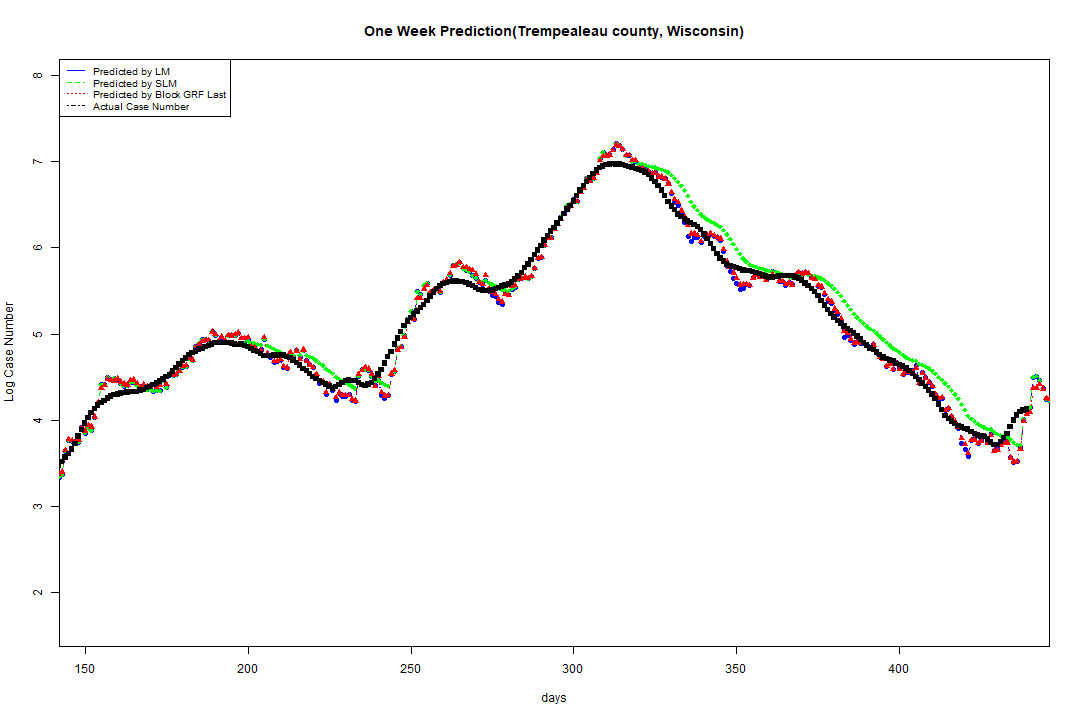 One Week Prediction(Trempealeau county, Wisconsin)
Predicted by LM
Predicted by SLM
Predicted by Block GRF Last
Actual Case Number
Log Case Number
8
7
6
5
4
3
2
150 200 250 300 350 400
days